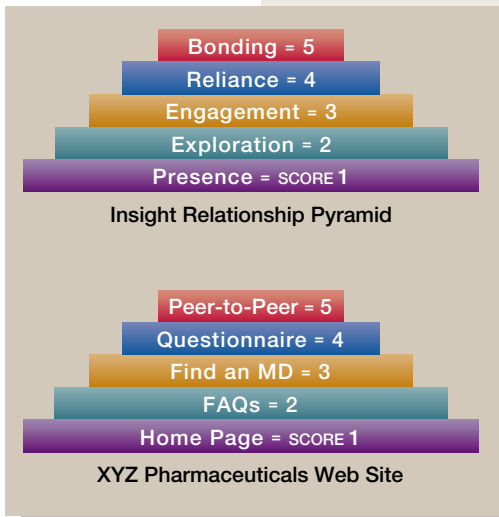 Bonding = 5
Reliance = 4
Engagement = 3
Exploration = 2
Presence = SCORE 1
Insight Relationship Pyramid
Peer-to-Peer = 5
Questionnaire = 4
Find an MD = 3
FAQs = 2
Home Page = SCORE 1
XYZ Pharmaceuticals Web Site